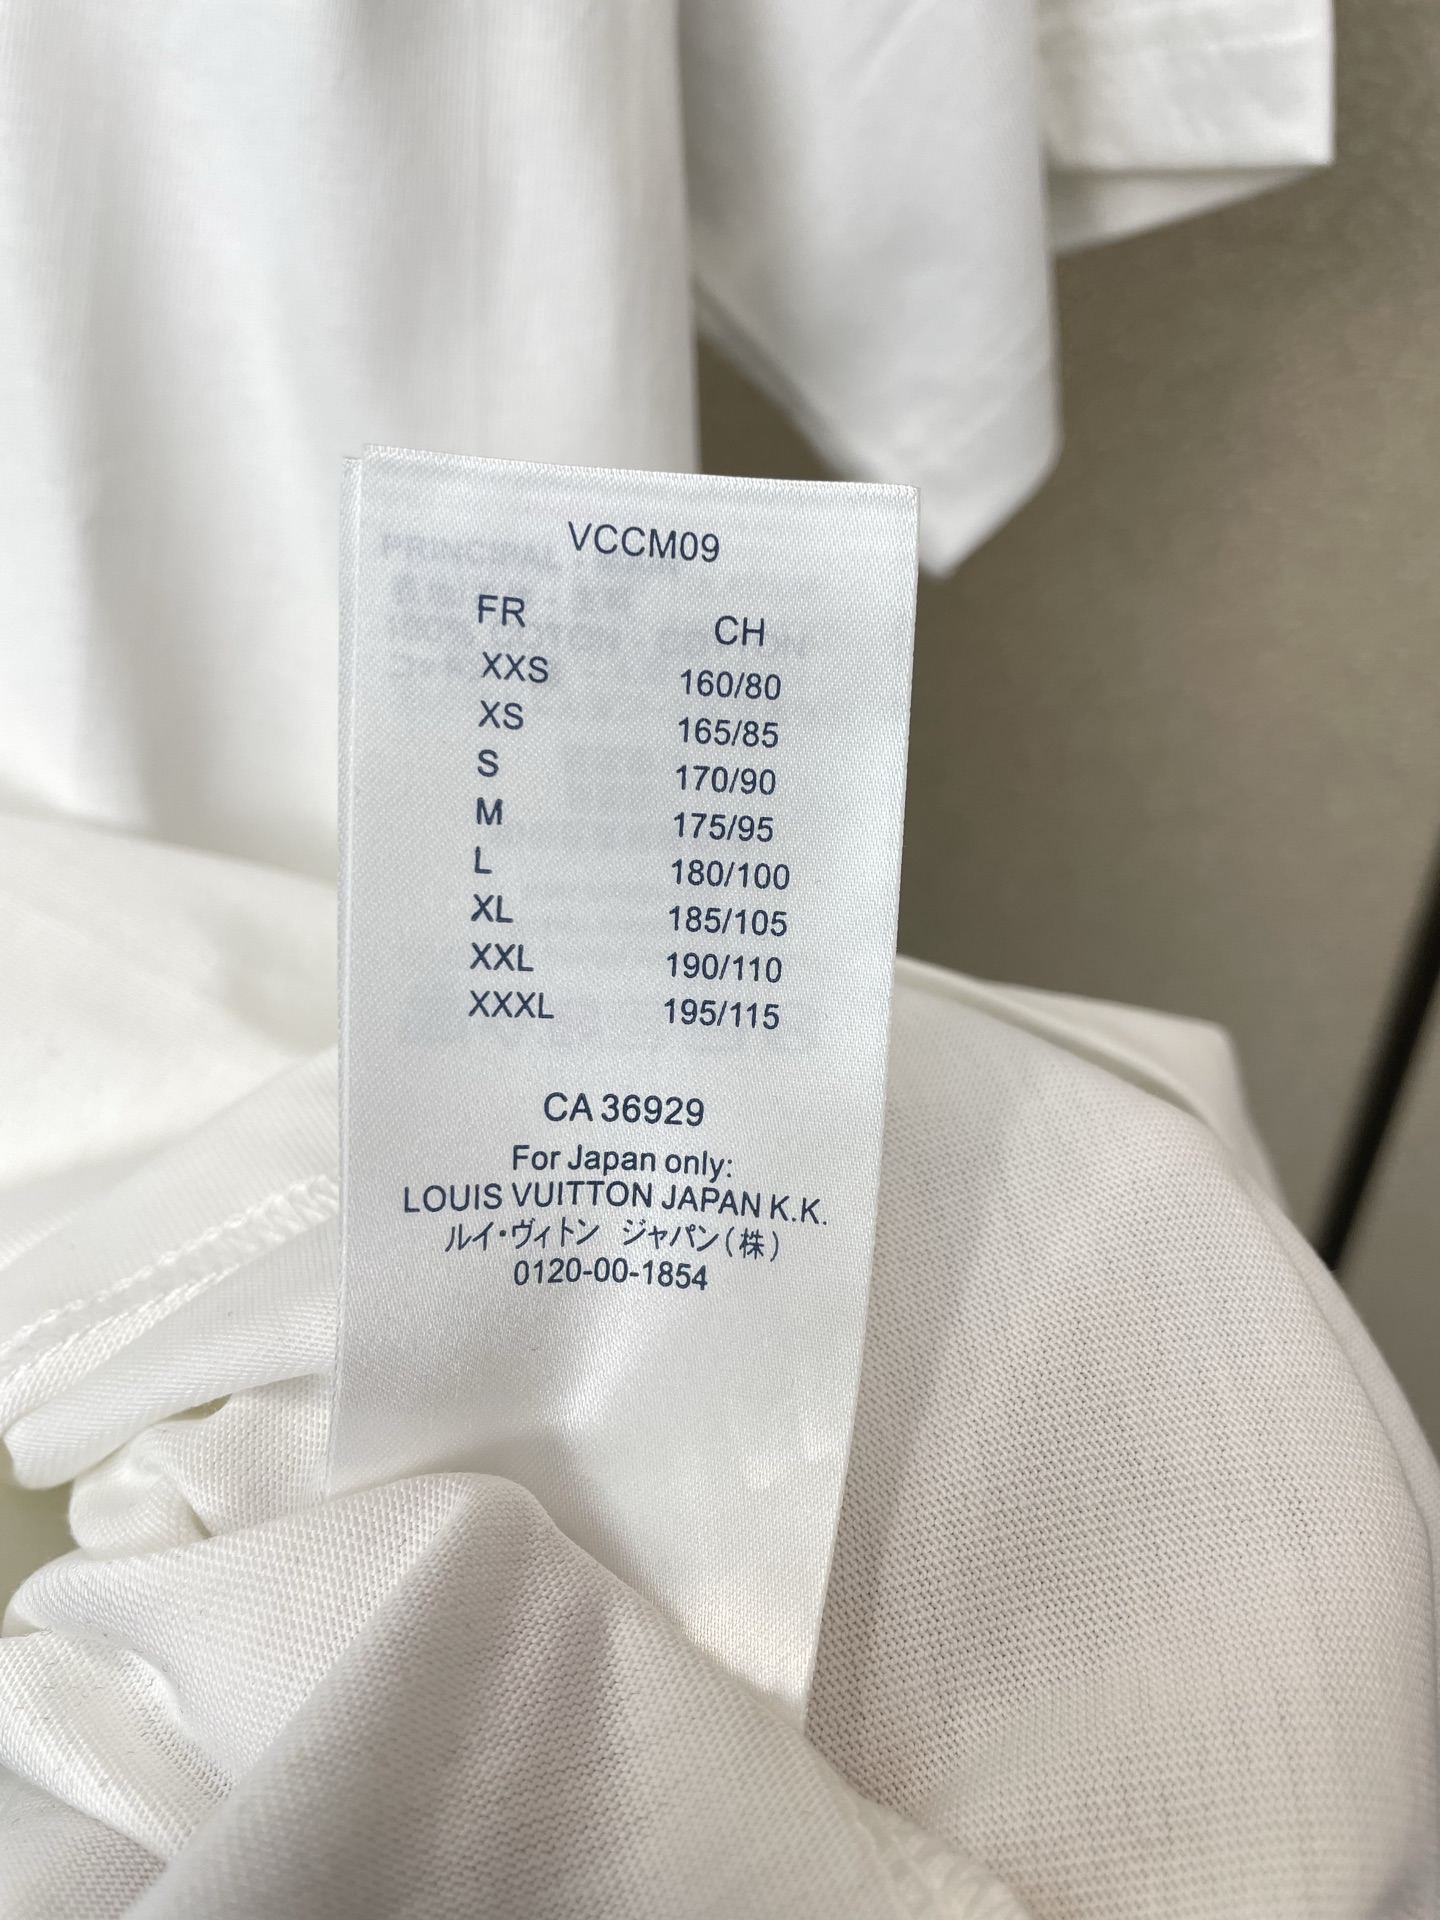 VCCM09
FR CH
XXS 160/80
XS 165/85
S 170/90
M 175/95
L 180/100
XL 185/105
XXL 190/110
XXXL 195/115
CA 36929
For Japan only:
LOUIS VUITTON JAPAN K.K.
ルイ・ヴィトン ジャパン(株)
0120-00-1854
PRINCIPAL